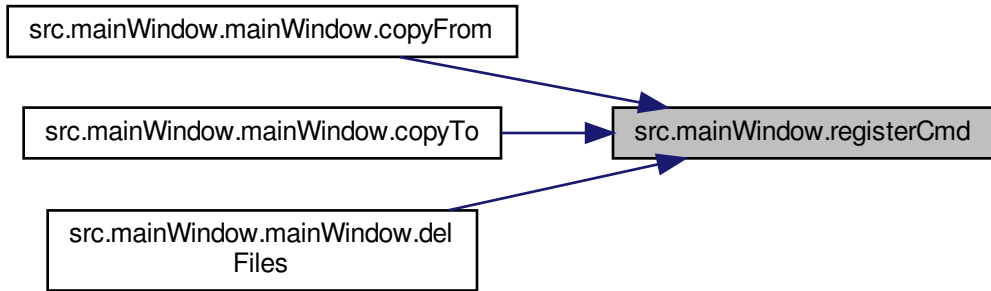 src.mainWindow.mainWindow.copyFrom
src.mainWindow.mainWindow.copyTo
src.mainWindow.registerCmd
src.mainWindow.mainWindow.del
Files